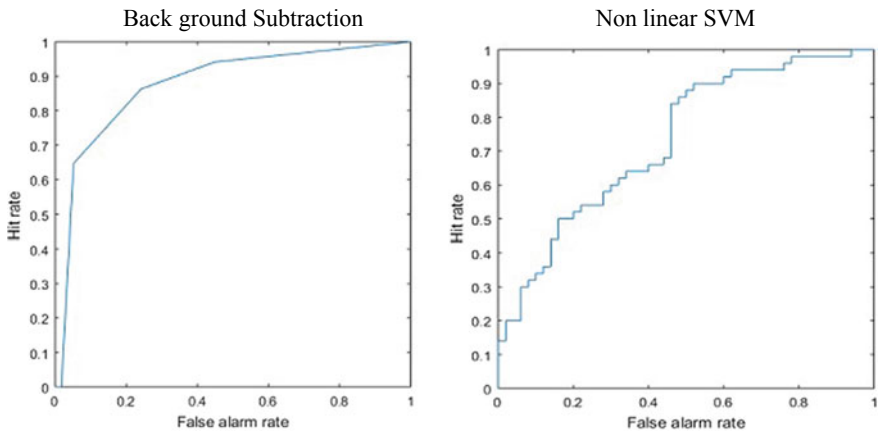 Back ground Subtraction
Non linear SVM
1
0.9
0.8
0.7
0.6
0.5
0.4
0.3
0.2
0.1
0
0 0.2 0.4 0.6 0.8 1
Hit rate
False alarm rate
1
0.9
0.8
0.7
0.6
0.5
0.4
0.3
0.2
0.1
0
0 0.2 0.4 0.6 0.8 1
Hit rate
False alarm rate